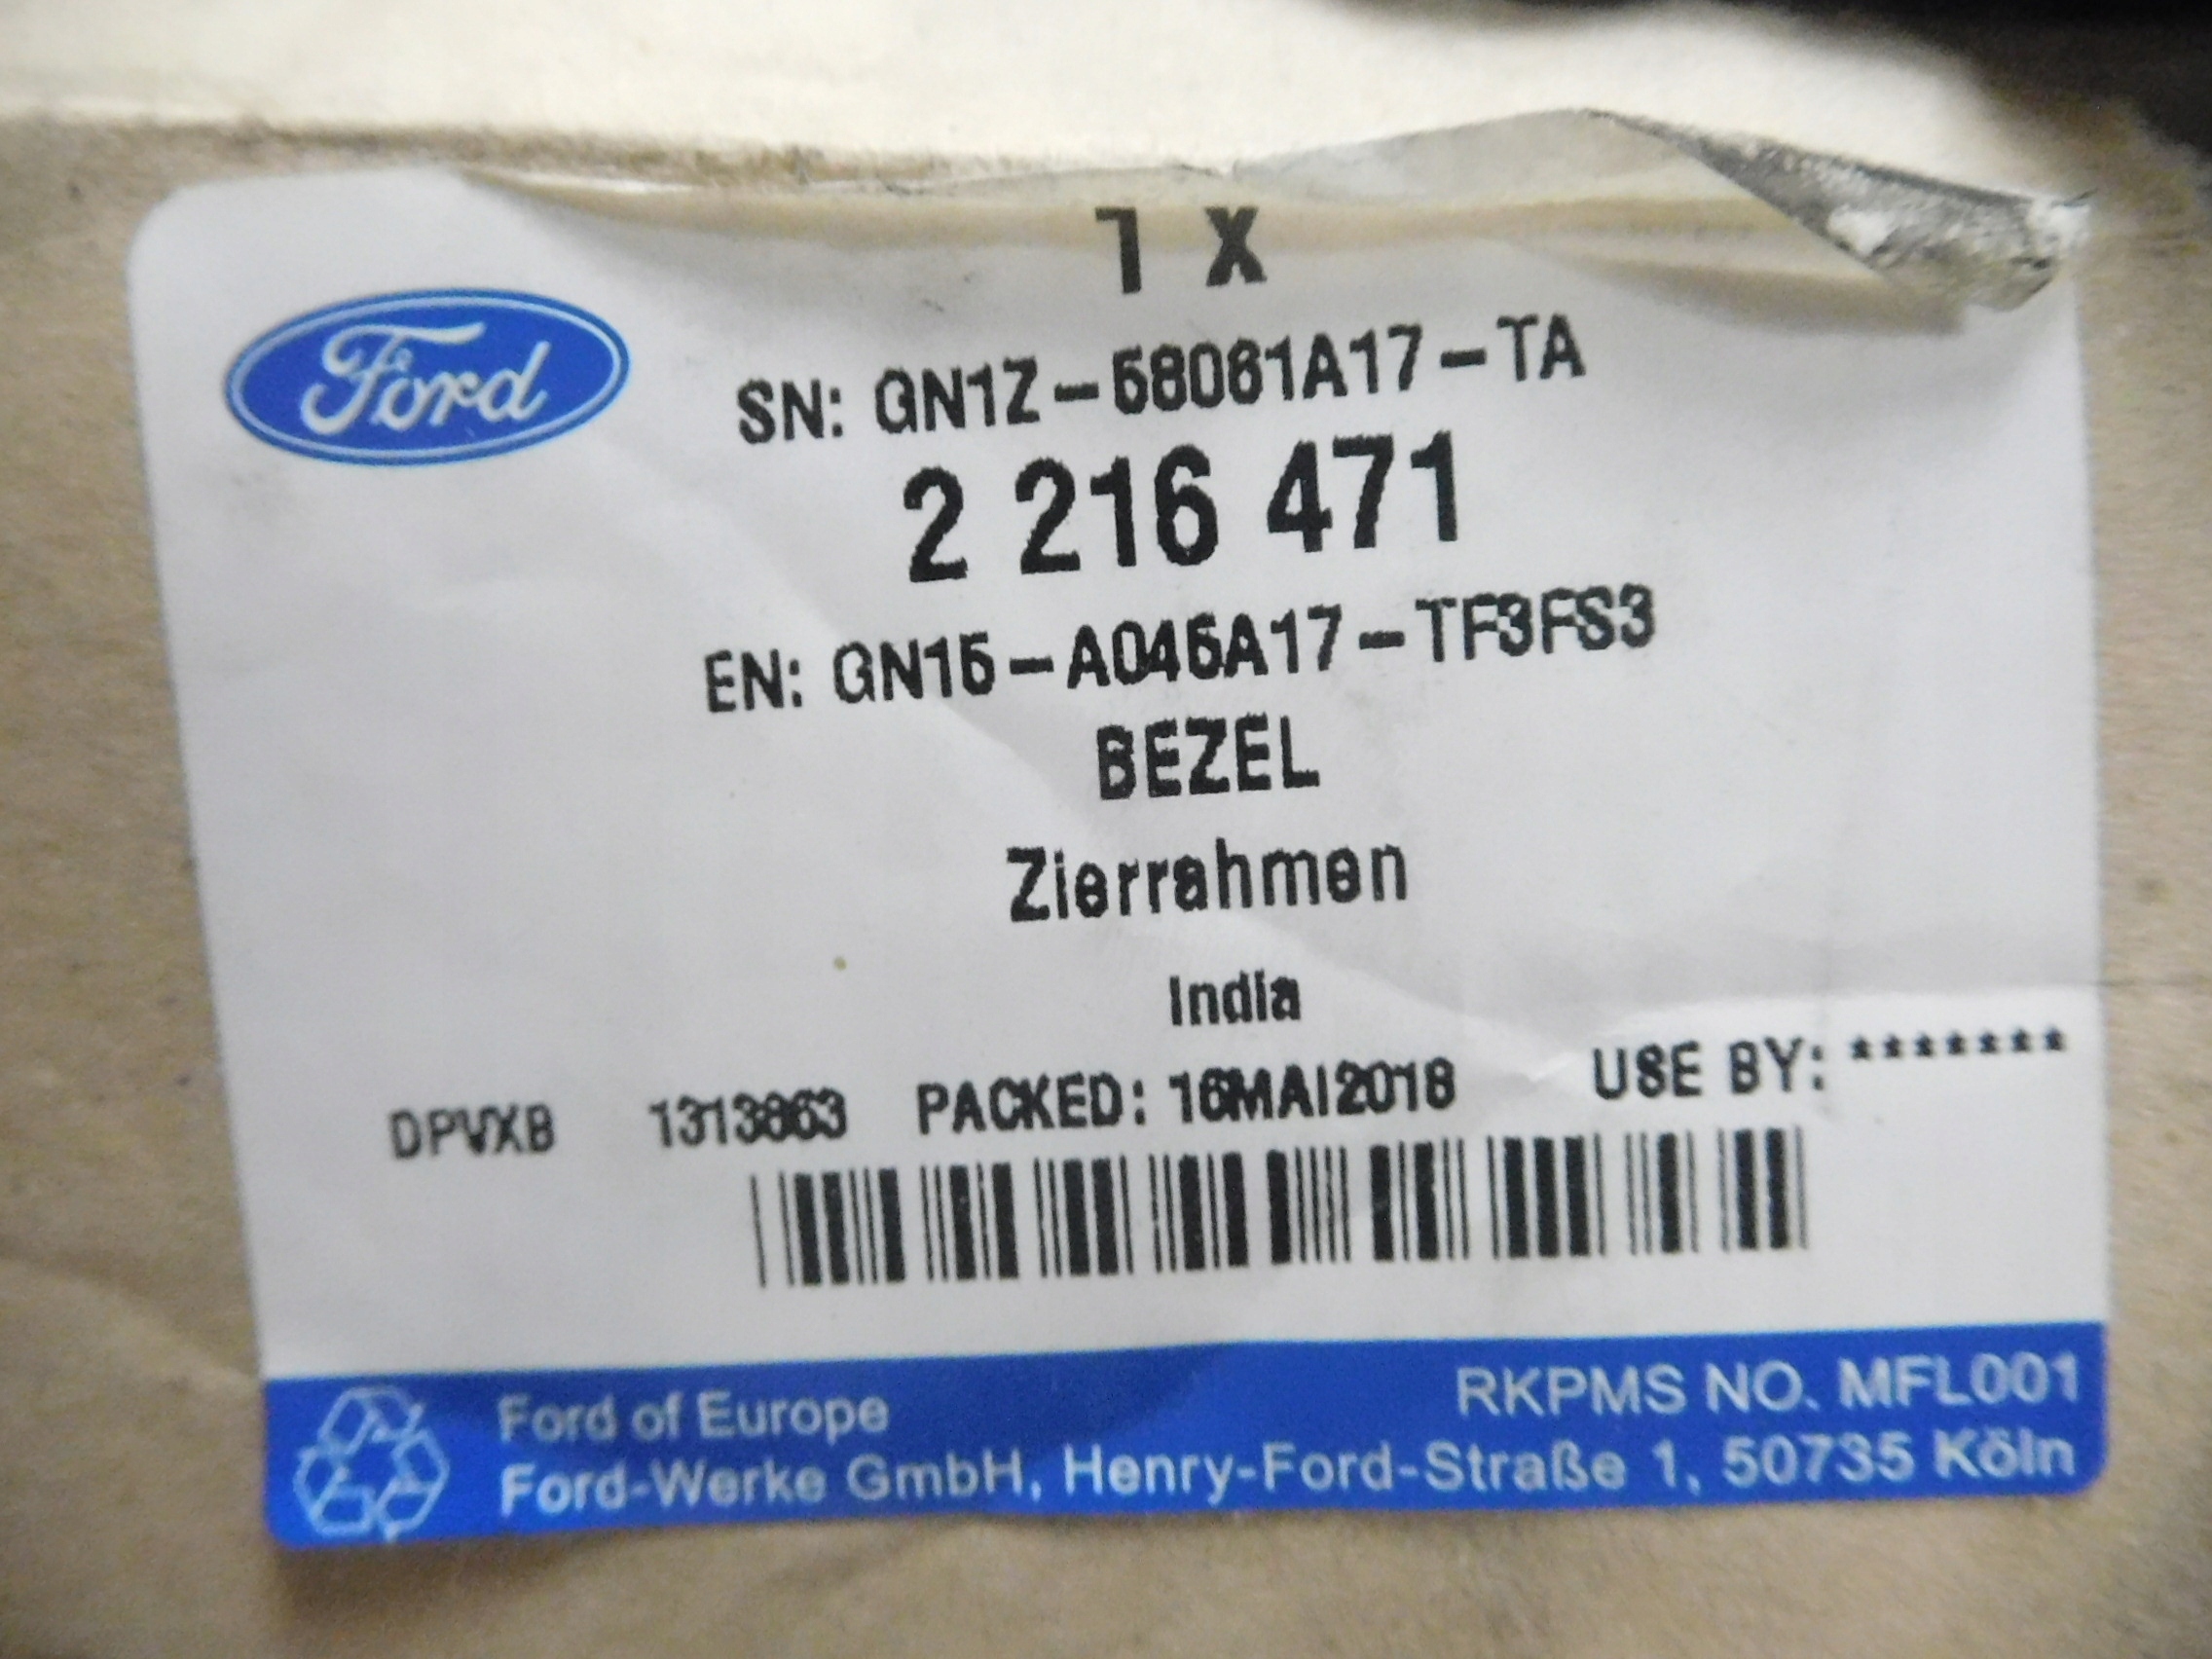 1 X
Ford
SN: GN1Z-58061A17-TA
2 216 471
EN: GN15-A045A17-TF3FS3
BEZEL
Zierrahmen
India
DPVXB 1313863 PACKED: 16MAI2018 USE BY: *******
RKPMS NO. MFL001
Ford of Europe
Ford-Werke GmbH, Henry-Ford-Straße 1, 50735 Köln